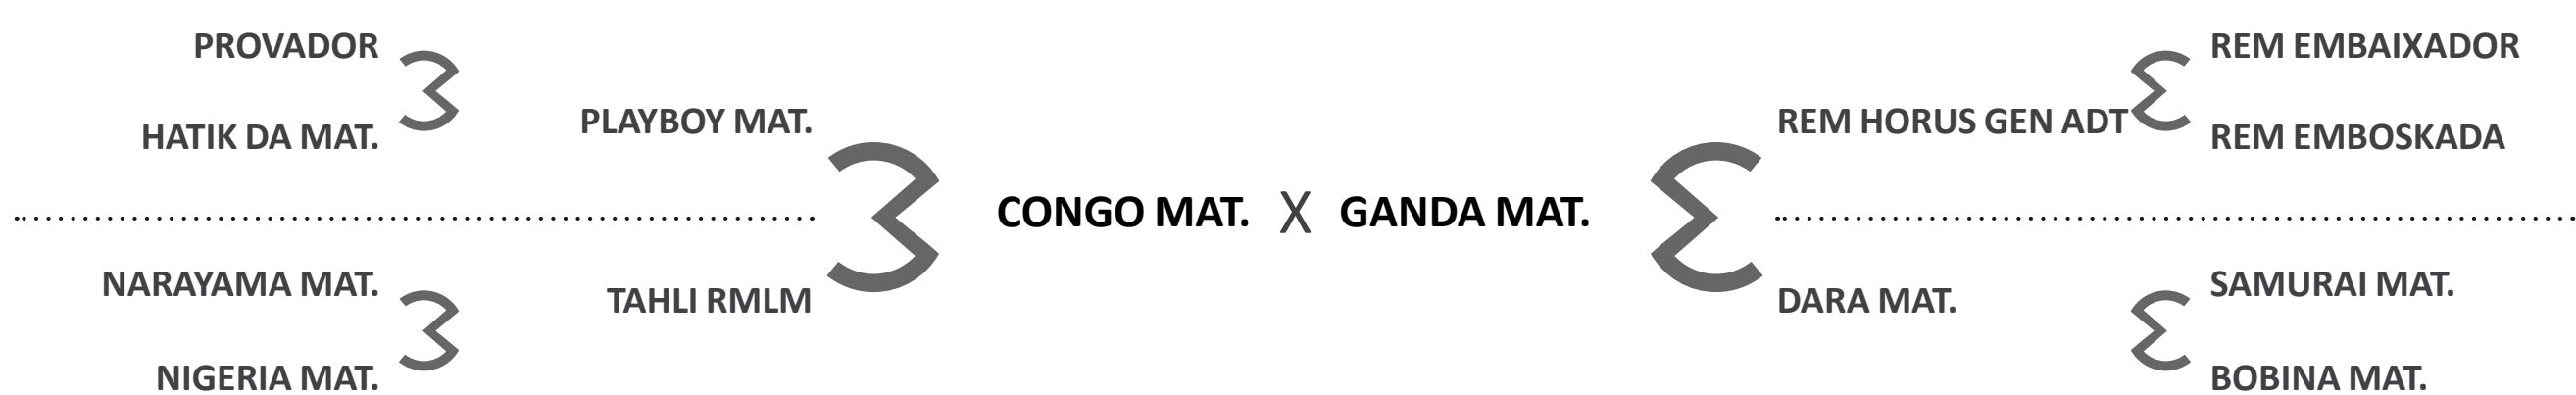 PROVADOR
HATIK DA MAT.
PLAYBOY MAT.
NARAYAMA MAT.
NIGERIA MAT.
TAHLI RMLM
CONGO MAT. X GANDA MAT.
REM HORUS GEN ADT
REM EMBAIXADOR
REM EMBOSKADA
DARA MAT.
SAMURAI MAT.
BOBINA MAT.